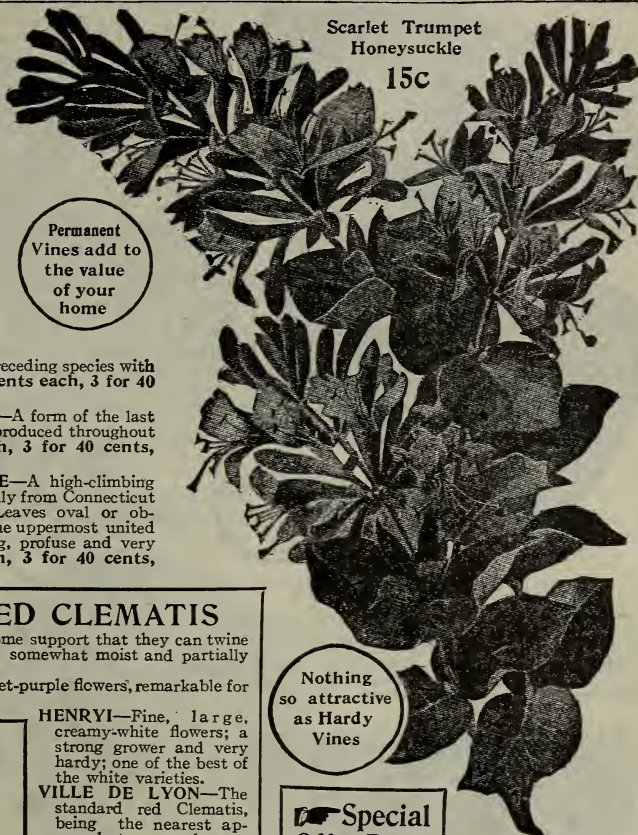 Scarlet Trumpet
Honeysuckle
15c
Permanent
Vines add to
the value
of your
home
receding species with
ents each, 3 for 40
—A form of the last
produced throughout
h, 3 for 40 cents,
E—A high-climbing
ly from Connecticut
Leaves oval or ob-
he uppermost united
g, profuse and very
h, 3 for 40 cents,
ED CLEMATIS
me support that they can twine
somewhat moist and partially
et-purple flowers, remarkable for
HENRYI—Fine, large,
creamy-white flowers; a
strong grower and very
hardy; one of the best of
the white varieties.
VILLE DE LYON—The
standard red Clematis,
being the nearest ap-
Nothing
so attractive
as Hardy
Vines
Special